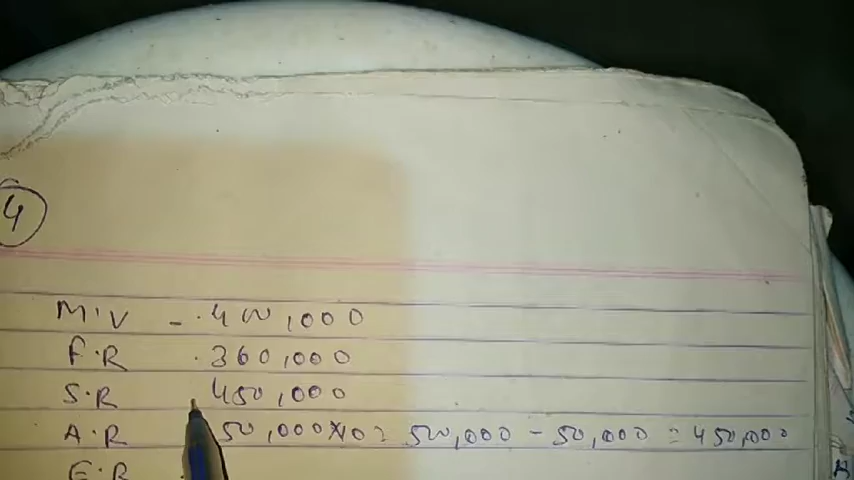 4
M.V - 400,000
F.R 360,000
S.R 450,000
A.R 50,000 x 10 = 500,000 - 50,000 = 450,000
E.R